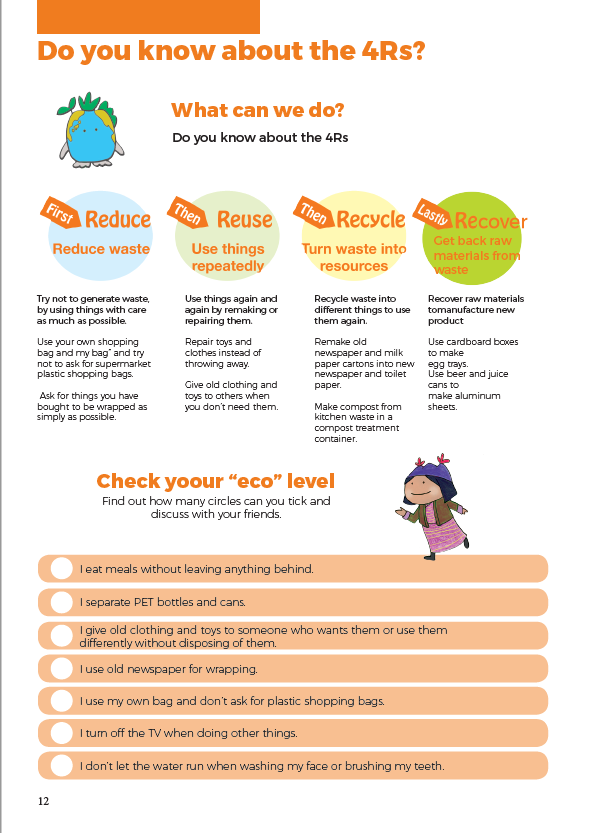 Do you know about the 4Rs?
What can we do?
Do you know about the 4Rs
First
Reduce
Reduce waste
Then
Reuse
Use things
repeatedly
Then
Recycle
Turn waste into
resources
Lastly
Recover
Get back raw
materials from
waste
Try not to generate waste,
by using things with care
as much as possible.
Use your own shopping
bag and my bag” and try
not to ask for supermarket
plastic shopping bags.
Ask for things you have
bought to be wrapped as
simply as possible.
Use things again and
again by remaking or
repairing them.
Repair toys and
clothes instead of
throwing away.
Give old clothing and
toys to others when
you don’t need them.
Recycle waste into
different things to use
them again.
Remake old
newspaper and milk
paper cartons into new
newspaper and toilet
paper.
Make compost from
kitchen waste in a
compost treatment
container.
Recover raw materials
tomanufacture new
product
Use cardboard boxes
to make
egg trays.
Use beer and juice
cans to
make aluminum
sheets.
Check yoour “eco” level
Find out how many circles can you tick and
discuss with your friends.
I eat meals without leaving anything behind.
I separate PET bottles and cans.
I give old clothing and toys to someone who wants them or use them
differently without disposing of them.
I use old newspaper for wrapping.
I use my own bag and don’t ask for plastic shopping bags.
I turn off the TV when doing other things.
I don’t let the water run when washing my face or brushing my teeth.
12